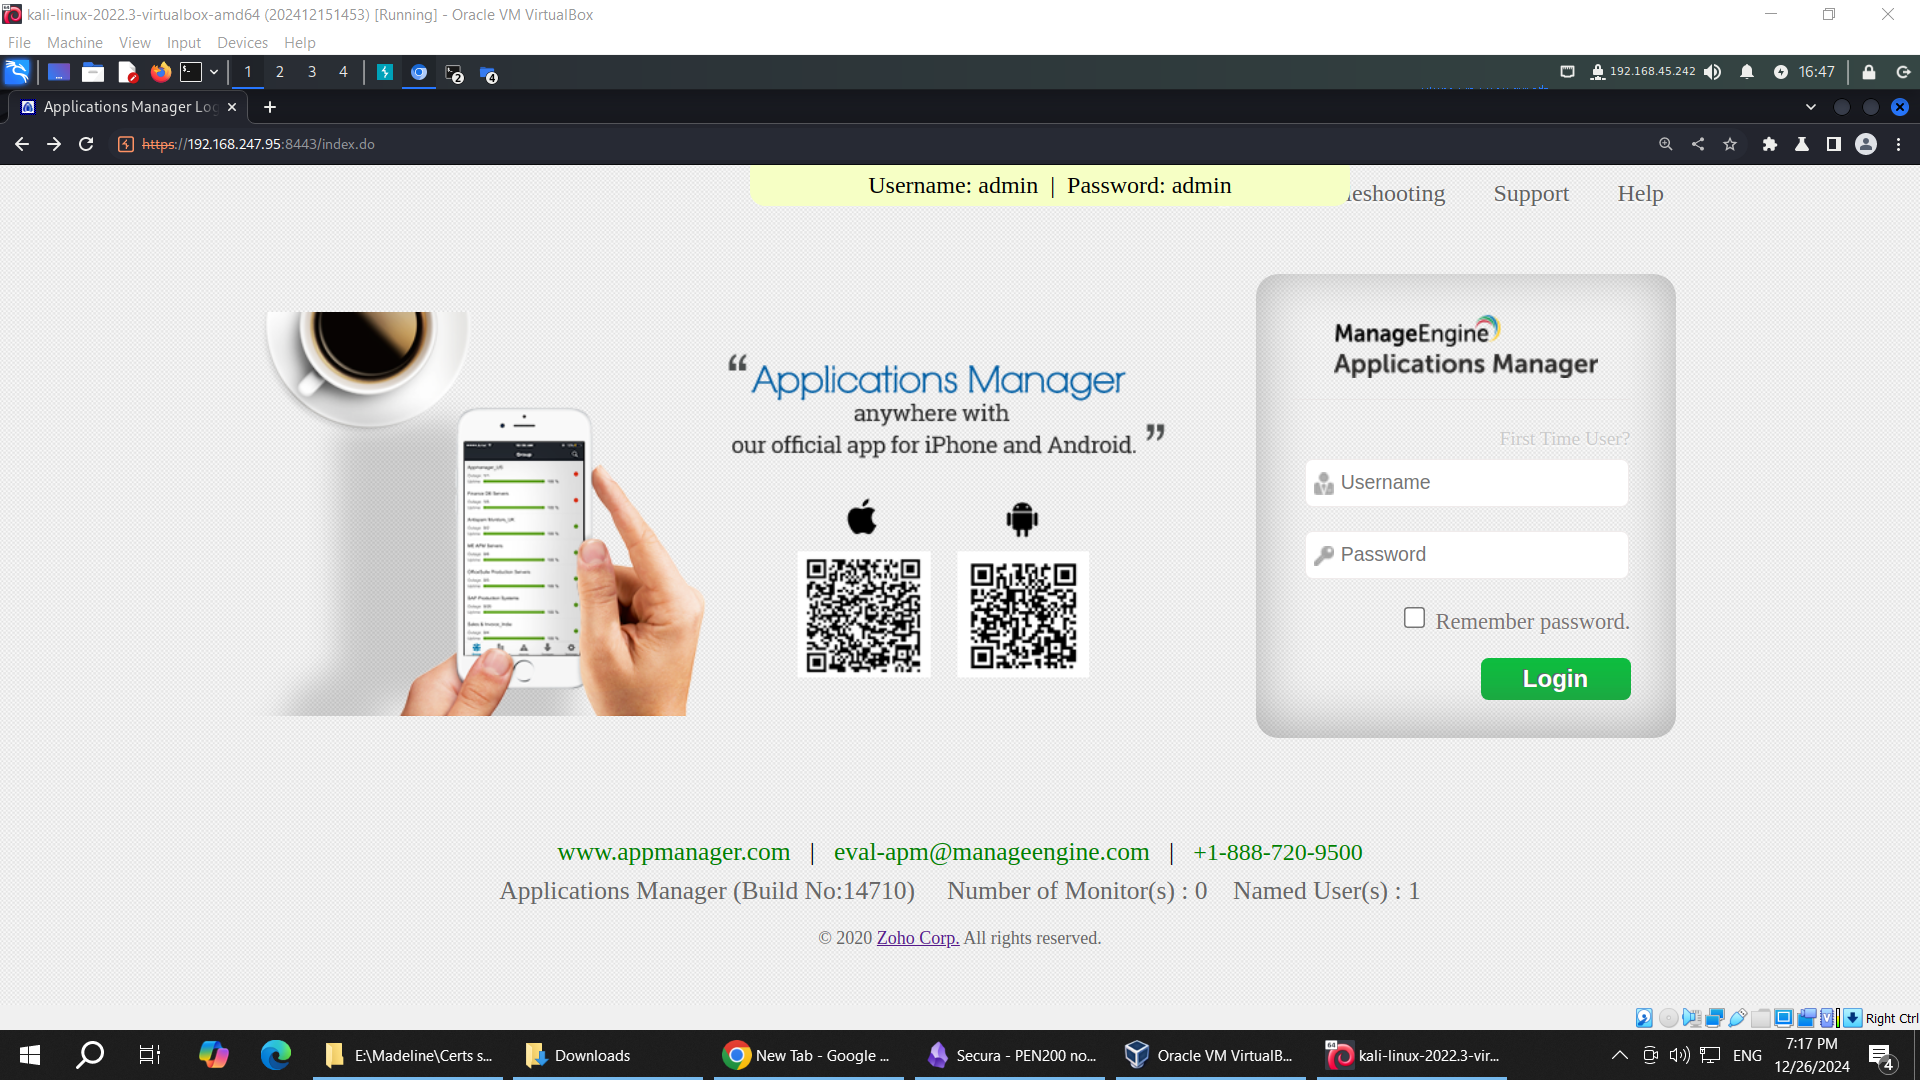 kali-linux-2022.3-virtualbox-amd64 (202412151453) [Running] - Oracle VM VirtualBox
File Machine View Input Devices Help
1 2 3 4 2 4 192.168.45.242 16:47
Applications Manager Log
https://192.168.247.95:8443/index.do
Username: admin | Password: admin
leshooting Support Help
ManageEngine
Applications Manager
“Applications Manager
anywhere with
our official app for iPhone and Android.”
First Time User?
Username
Password
Remember password.
Login
www.appmanager.com | eval-apm@manageengine.com | +1-888-720-9500
Applications Manager (Build No:14710) Number of Monitor(s) : 0 Named User(s) : 1
© 2020 Zoho Corp. All rights reserved.
Right Ctrl
E:\Madeline\Certs s... Downloads New Tab - Google ... Secura - PEN200 no... Oracle VM VirtualB... kali-linux-2022.3-vir... ENG
7:17 PM
12/26/2024
4